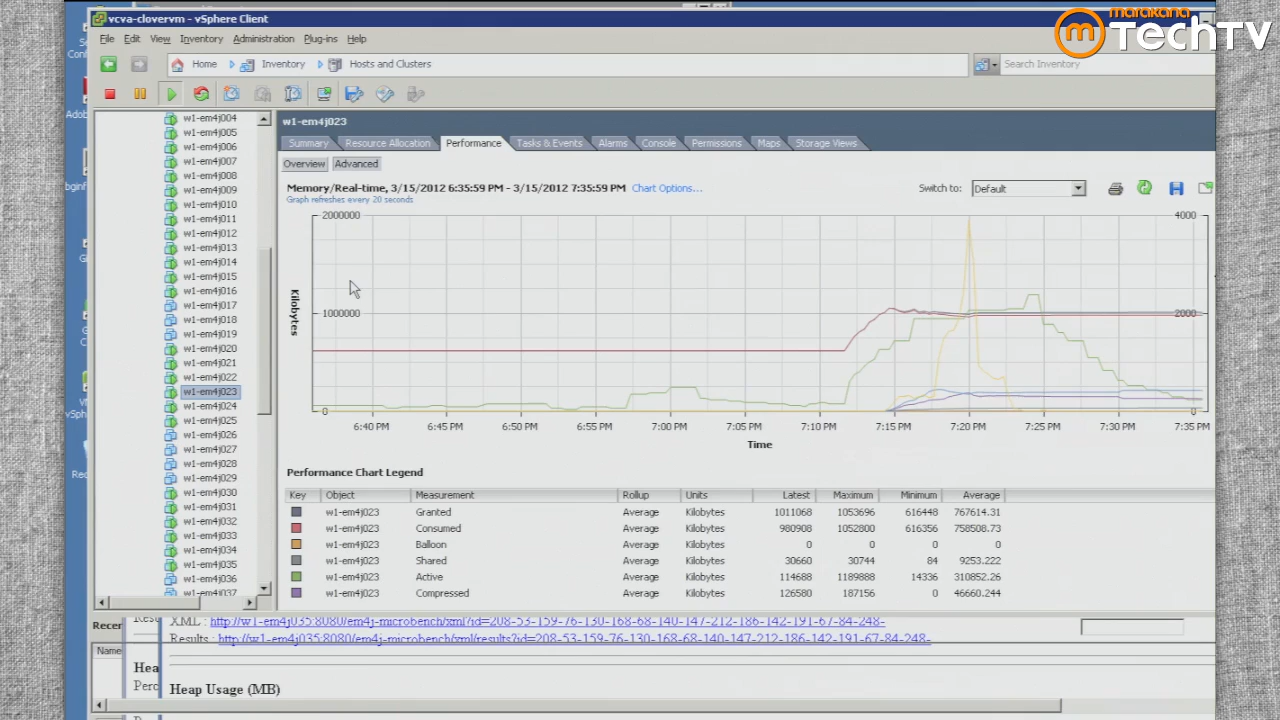 vcva-clovervm - vSphere Client
marakana
TechTV
File Edit View Inventory Administration Plug-ins Help
Home Inventory Hosts and Clusters Search Inventory
w1-em4j004
w1-em4j005
w1-em4j006
w1-em4j007
w1-em4j008
w1-em4j009
w1-em4j010
w1-em4j011
w1-em4j012
w1-em4j013
w1-em4j014
w1-em4j015
w1-em4j016
w1-em4j017
w1-em4j018
w1-em4j019
w1-em4j020
w1-em4j021
w1-em4j022
w1-em4j023
w1-em4j024
w1-em4j025
w1-em4j026
w1-em4j027
w1-em4j028
w1-em4j029
w1-em4j030
w1-em4j031
w1-em4j032
w1-em4j033
w1-em4j034
w1-em4j035
w1-em4j036
w1-em4j037
w1-em4j023
Summary Resource Allocation Performance Tasks & Events Alarms Console Permissions Maps Storage Views
Overview Advanced
Memory/Real-time, 3/15/2012 6:35:59 PM - 3/15/2012 7:35:59 PM Chart Options... Switch to: Default
Graph refreshes every 20 seconds
2000000 4000
Kilobytes
1000000 2000
0 0
6:40 PM 6:45 PM 6:50 PM 6:55 PM 7:00 PM 7:05 PM 7:10 PM 7:15 PM 7:20 PM 7:25 PM 7:30 PM 7:35 PM
Time
Performance Chart Legend
Key Object Measurement Rollup Units Latest Maximum Minimum Average
w1-em4j023 Granted Average Kilobytes 1011068 1053696 616448 767614.31
w1-em4j023 Consumed Average Kilobytes 980908 1052800 616356 758508.73
w1-em4j023 Balloon Average Kilobytes 0 0 0 0
w1-em4j023 Shared Average Kilobytes 30660 30744 84 9253.222
w1-em4j023 Active Average Kilobytes 114688 1189888 14336 310852.26
w1-em4j023 Compressed Average Kilobytes 126580 187156 0 46660.244
Recen
Name
XML : http://w1-em4j035:8080/em4j-microbench/xml?id=208-53-159-76-130-168-68-140-147-212-186-142-191-67-84-248-
Results : http://w1-em4j035:8080/em4j-microbench/xml/results?id=208-53-159-76-130-168-68-140-147-212-186-142-191-67-84-248-
Hea
Perc
Heap Usage (MB)